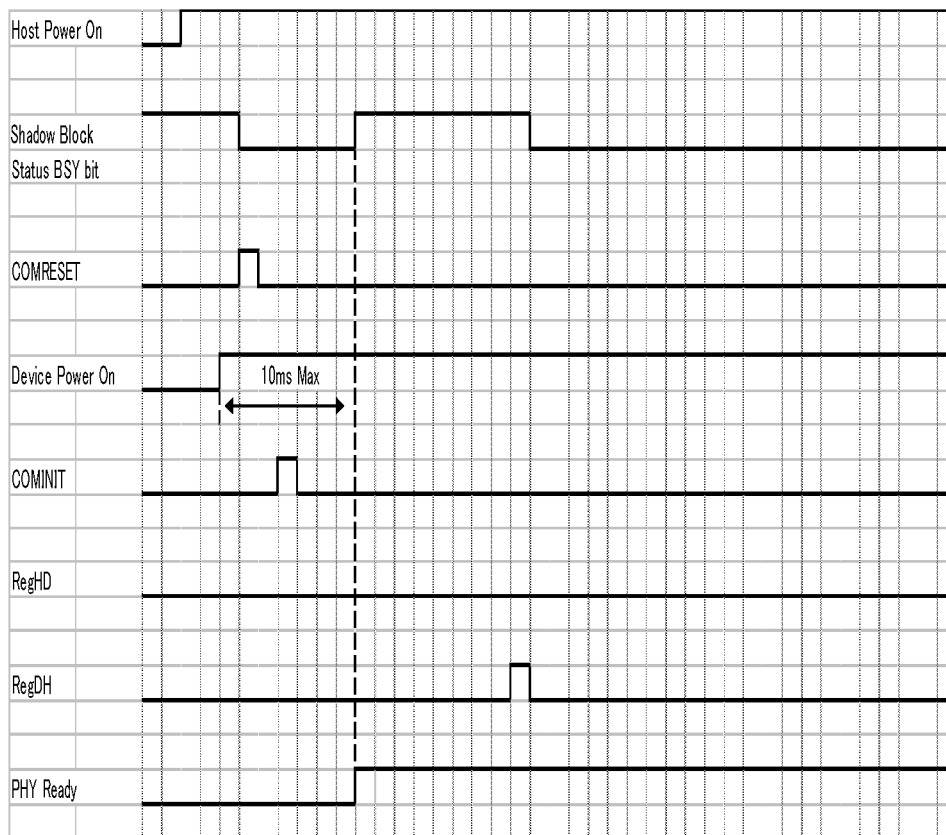 Host Power On
Shadow Block
Status BSY bit
COMRESET
Device Power On
10ms Max
COMINIT
RegHD
RegDH
PHY Ready